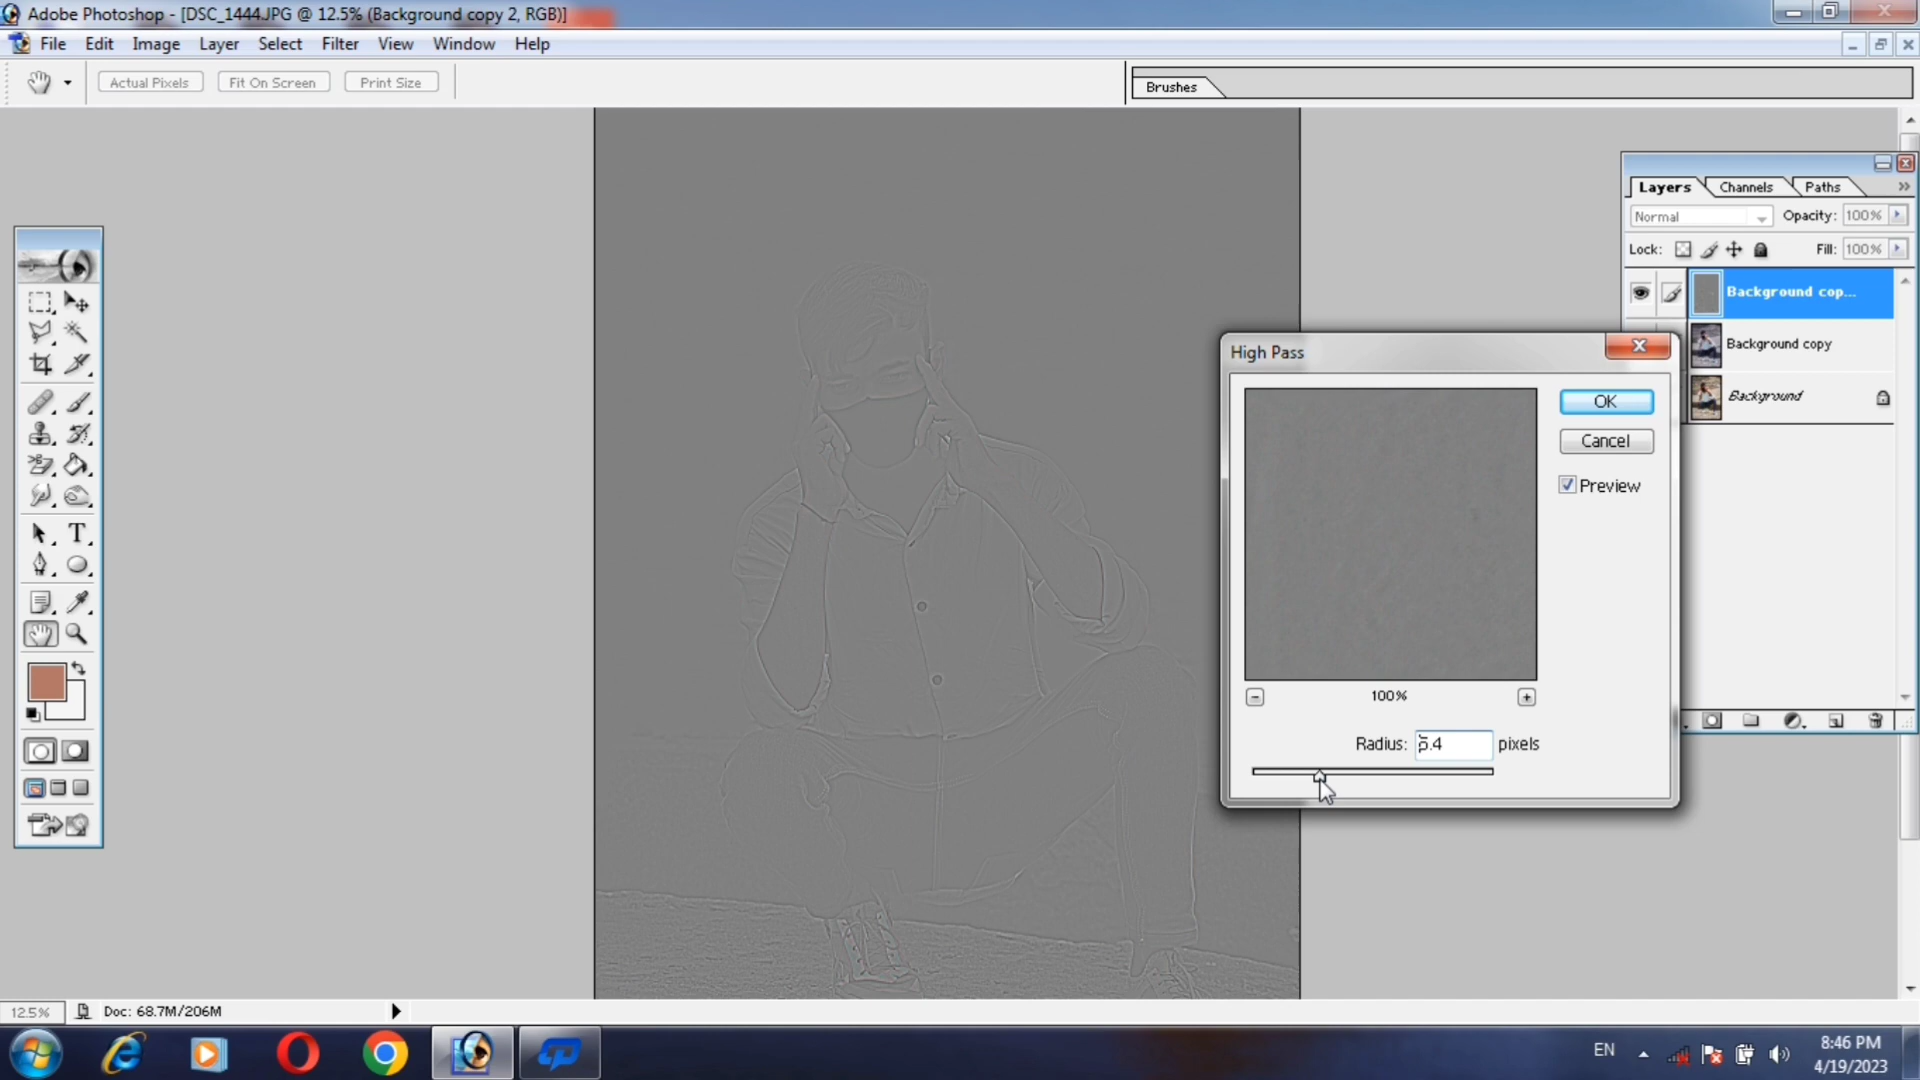 Adobe Photoshop - [DSC_1444.JPG @ 12.5% (Background copy 2, RGB)]
File Edit Image Layer Select Filter View Window Help
Actual Pixels Fit On Screen Print Size Brushes
Layers Channels Paths
Normal Opacity: 100%
Lock: Fill: 100%
Background cop...
Background copy
Background
High Pass
OK
Cancel
Preview
100%
Radius: pixels
12.5% Doc: 68.7M/206M
EN
8:46 PM
4/19/2023